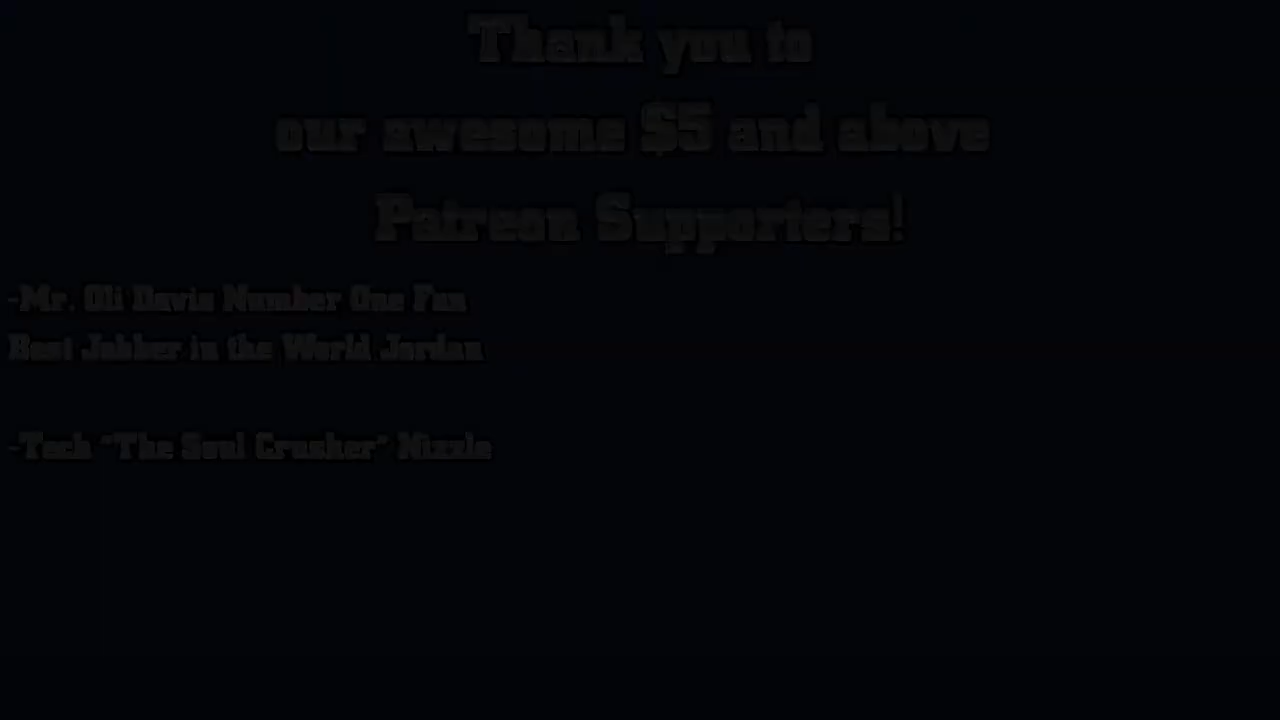 Thank you to
our awesome $5 and above
Patreon Supporters!
-Mr. Oli Davis Number One Fan
Best Jobber in the World Jordan
-Tech "The Soul Crusher" Nizzle